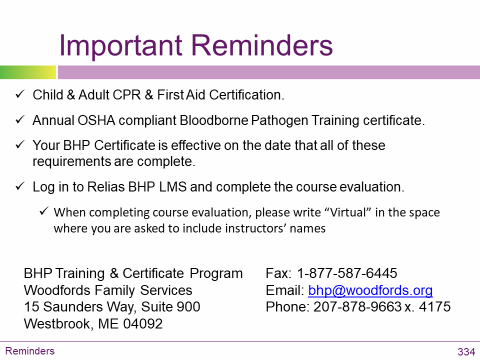 Important Reminders
✓ Child & Adult CPR & First Aid Certification.
✓ Annual OSHA compliant Bloodborne Pathogen Training certificate.
✓ Your BHP Certificate is effective on the date that all of these
requirements are complete.
✓ Log in to Relias BHP LMS and complete the course evaluation.
✓ When completing course evaluation, please write “Virtual” in the space
where you are asked to include instructors’ names
BHP Training & Certificate Program
Woodfords Family Services
15 Saunders Way, Suite 900
Westbrook, ME 04092
Fax: 1-877-587-6445
Email: bhp@woodfords.org
Phone: 207-878-9663 x. 4175
Reminders
334